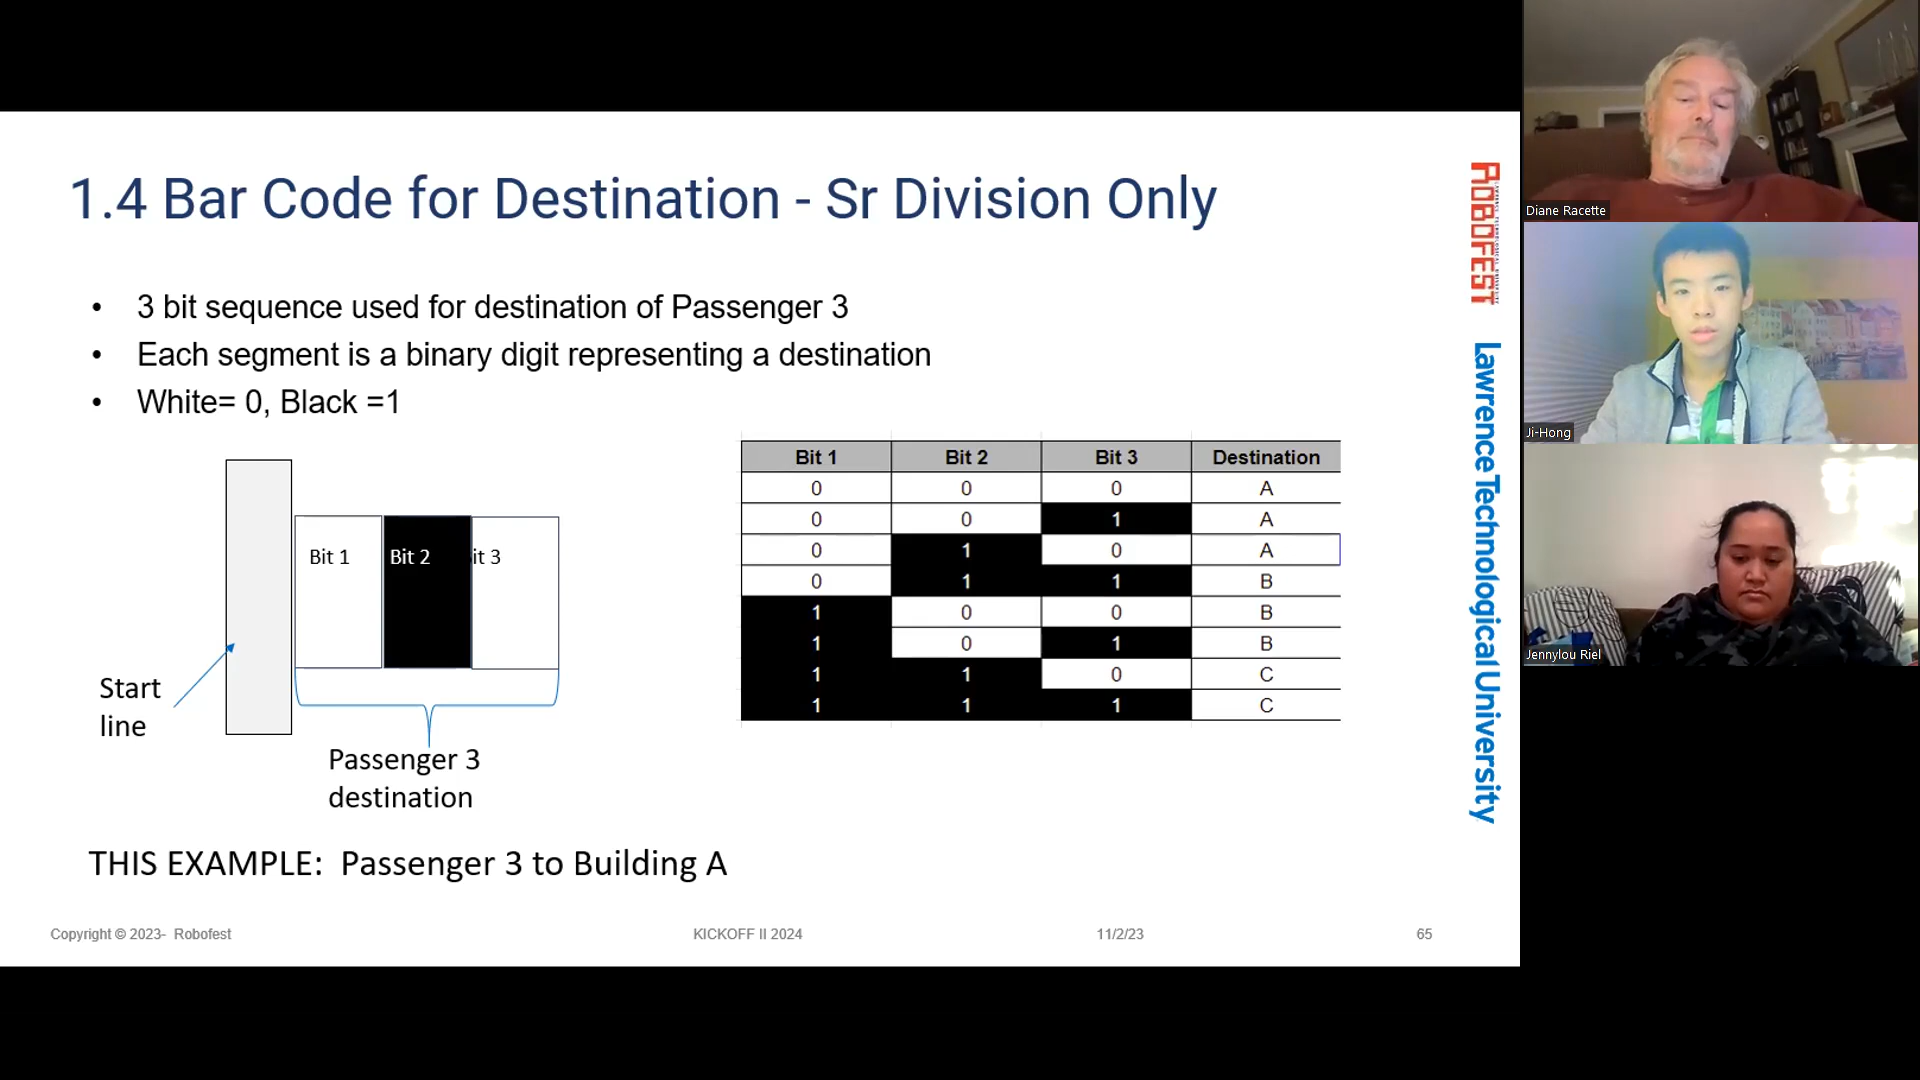 1.4 Bar Code for Destination - Sr Division Only
• 3 bit sequence used for destination of Passenger 3
• Each segment is a binary digit representing a destination
• White= 0, Black =1
Bit 1 Bit 2 it 3
Start
line
Passenger 3
destination
Bit 1 Bit 2 Bit 3 Destination
0 0 0 A
0 0 1 A
0 1 0 A
0 1 1 B
1 0 0 B
1 0 1 B
1 1 0 C
1 1 1 C
THIS EXAMPLE: Passenger 3 to Building A
Copyright © 2023- Robofest KICKOFF II 2024 11/2/23 65
ROBOFEST
Lawrence Technological University
Diane Racette
Ji-Hong
Jennylou Riel